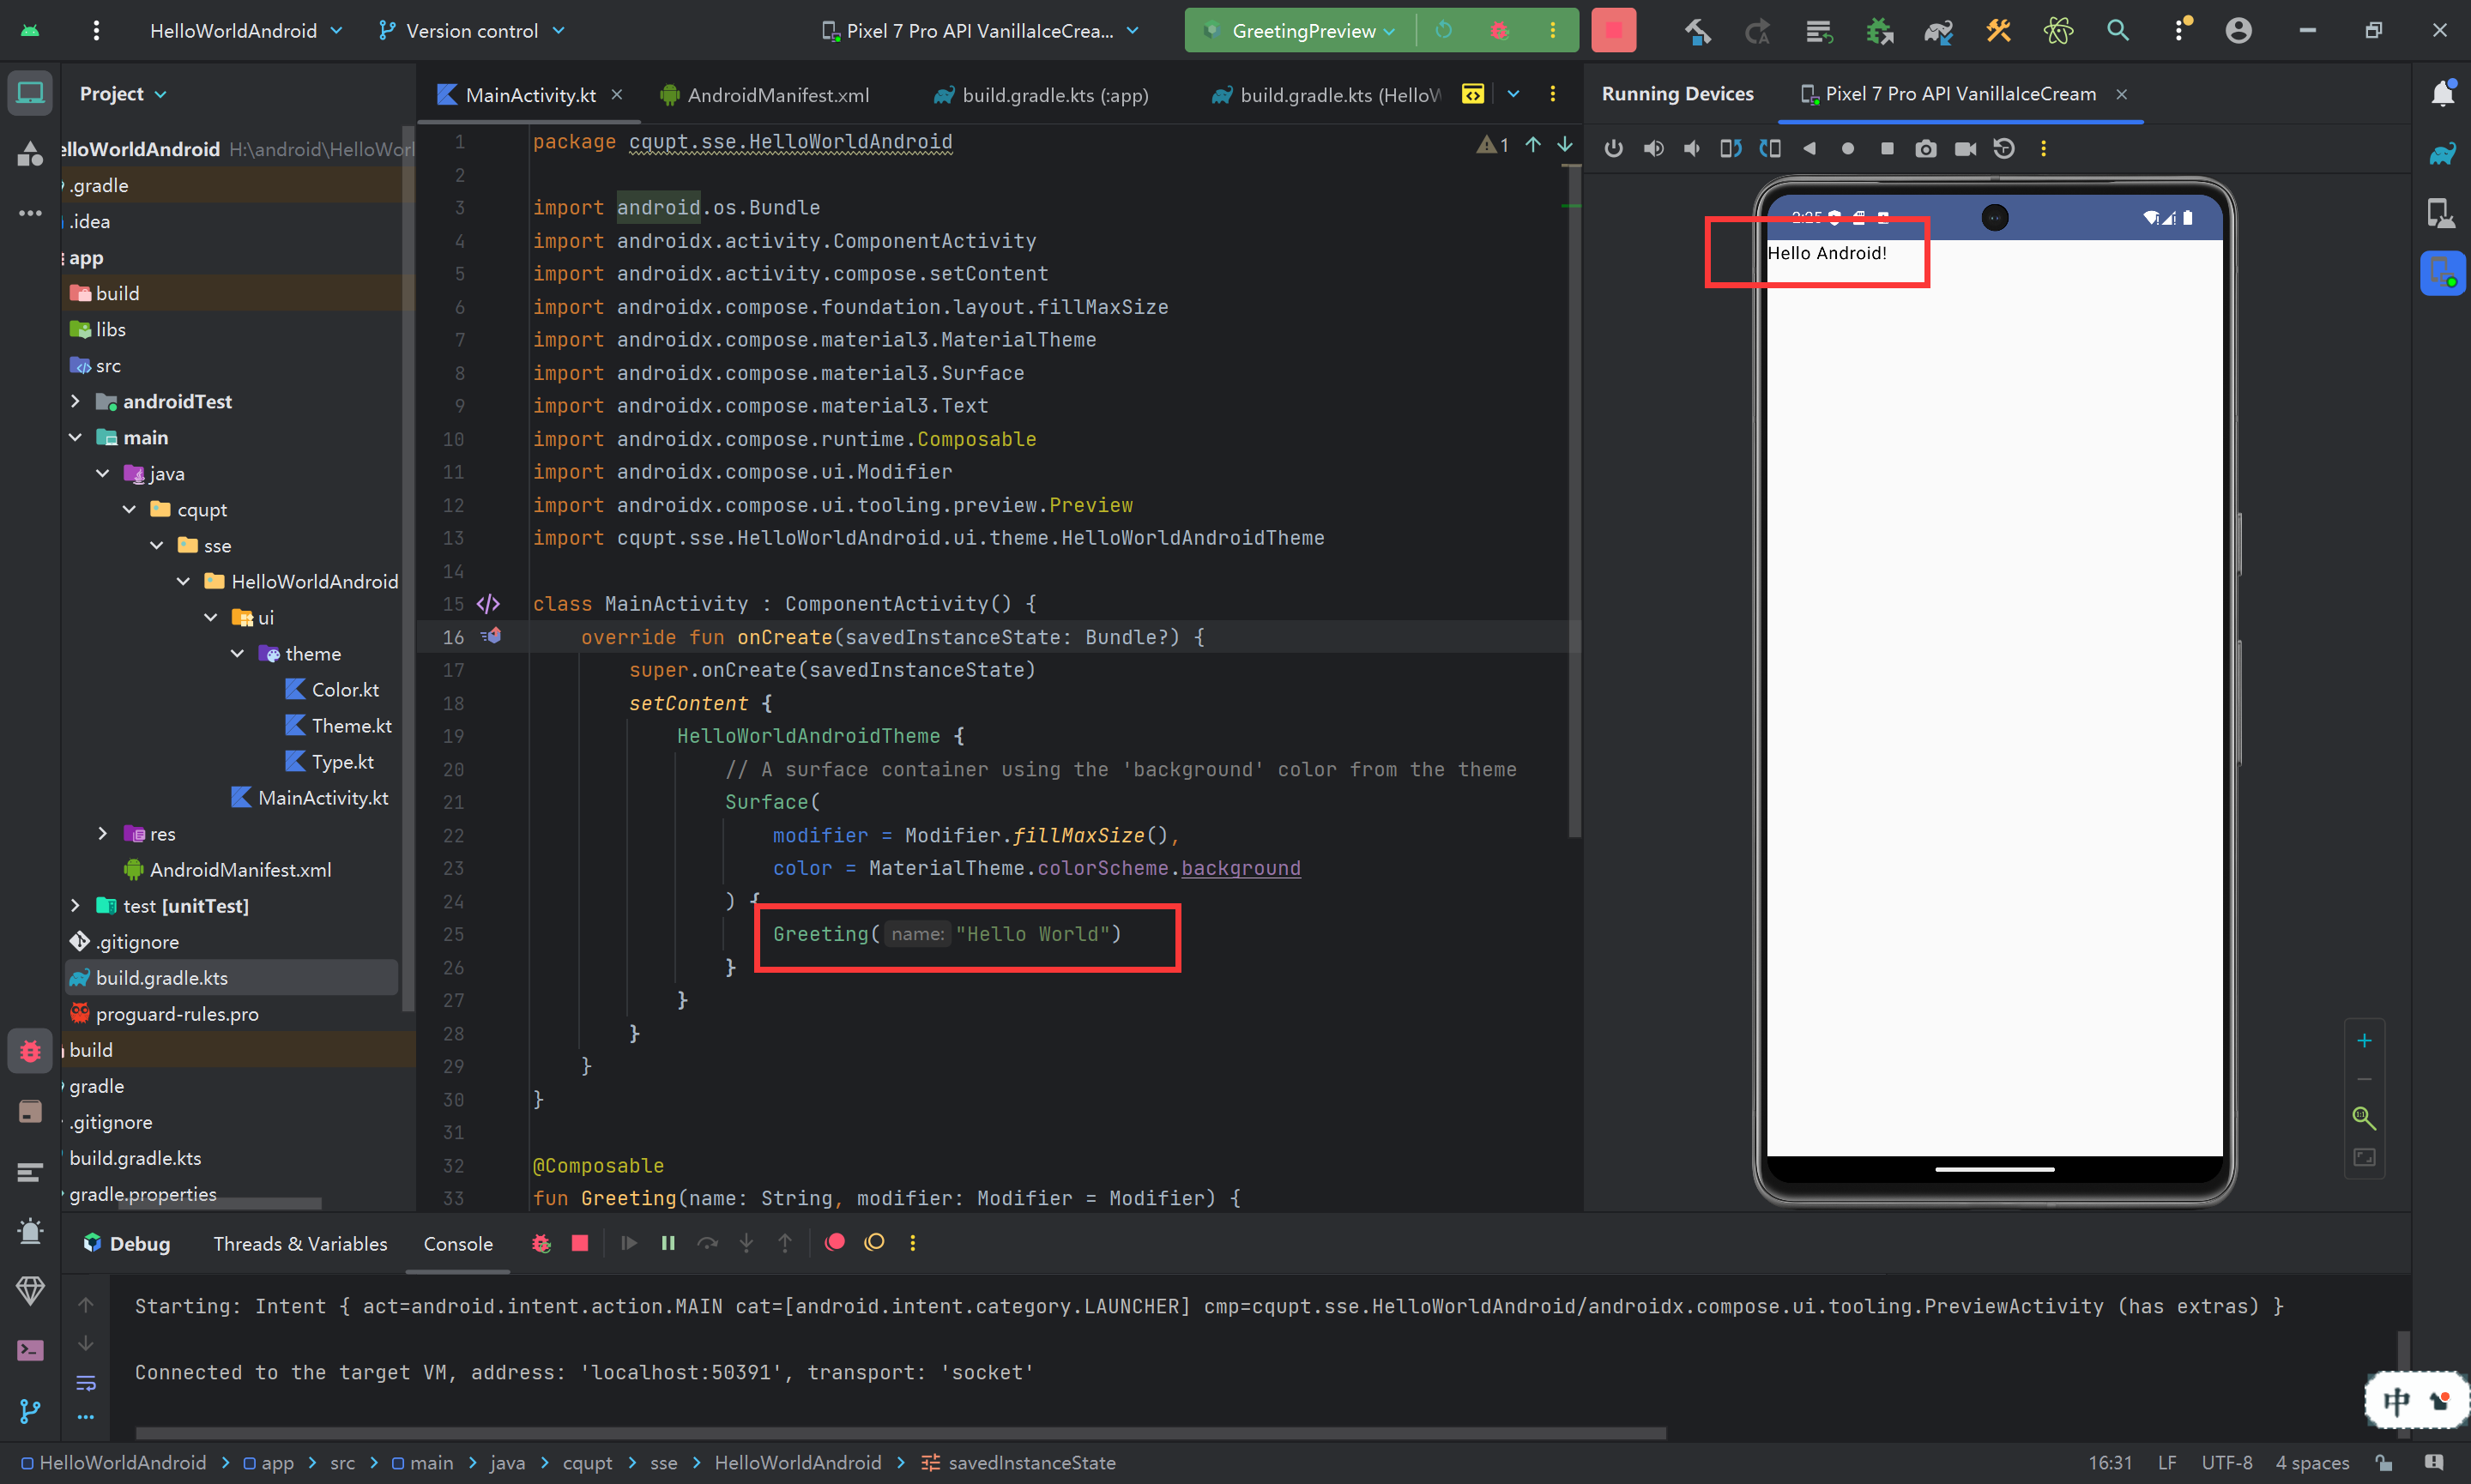 HelloWorldAndroid
Version control
Pixel 7 Pro API VanillaIceCrea...
GreetingPreview
Project
MainActivity.kt
AndroidManifest.xml
build.gradle.kts (:app)
build.gradle.kts (HelloW
Running Devices
Pixel 7 Pro API VanillaIceCream
elloWorldAndroid H:\android\HelloWorl
.gradle
.idea
app
build
libs
src
androidTest
main
java
cqupt
sse
HelloWorldAndroid
ui
theme
Color.kt
Theme.kt
Type.kt
MainActivity.kt
res
AndroidManifest.xml
test [unitTest]
.gitignore
build.gradle.kts
proguard-rules.pro
build
gradle
.gitignore
build.gradle.kts
gradle.properties
1 package cqupt.sse.HelloWorldAndroid
1
2
3 import android.os.Bundle
4 import androidx.activity.ComponentActivity
5 import androidx.activity.compose.setContent
6 import androidx.compose.foundation.layout.fillMaxSize
7 import androidx.compose.material3.MaterialTheme
8 import androidx.compose.material3.Surface
9 import androidx.compose.material3.Text
10 import androidx.compose.runtime.Composable
11 import androidx.compose.ui.Modifier
12 import androidx.compose.ui.tooling.preview.Preview
13 import cqupt.sse.HelloWorldAndroid.ui.theme.HelloWorldAndroidTheme
14
15 class MainActivity : ComponentActivity() {
16 override fun onCreate(savedInstanceState: Bundle?) {
17 super.onCreate(savedInstanceState)
18 setContent {
19 HelloWorldAndroidTheme {
20 // A surface container using the 'background' color from the theme
21 Surface(
22 modifier = Modifier.fillMaxSize(),
23 color = MaterialTheme.colorScheme.background
24 ) {
25 Greeting( name: "Hello World")
26 }
27 }
28 }
29 }
30 }
31
32 @Composable
33 fun Greeting(name: String, modifier: Modifier = Modifier) {
Hello Android!
1:1
Debug
Threads & Variables
Console
Starting: Intent { act=android.intent.action.MAIN cat=[android.intent.category.LAUNCHER] cmp=cqupt.sse.HelloWorldAndroid/androidx.compose.ui.tooling.PreviewActivity (has extras) }
Connected to the target VM, address: 'localhost:50391', transport: 'socket'
中
HelloWorldAndroid > app > src > main > java > cqupt > sse > HelloWorldAndroid > savedInstanceState
16:31 LF UTF-8 4 spaces